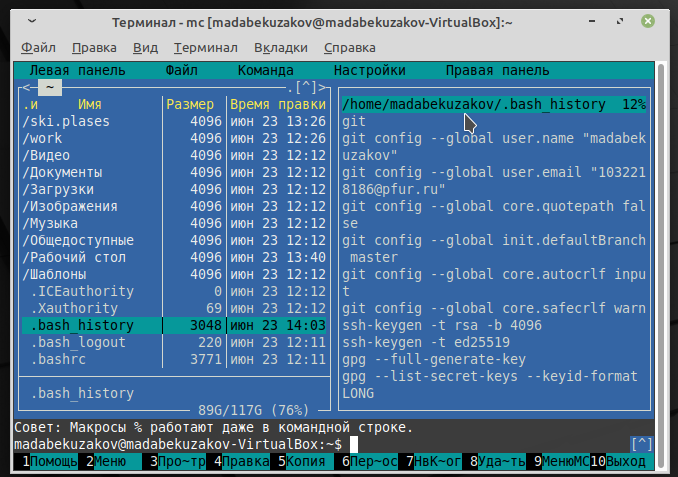 Терминал - mc [madabekuzakov@madabekuzakov-VirtualBox]:~
Файл Правка Вид Терминал Вкладки Справка
Левая панель Файл Команда Настройки Правая панель
<─ ~ .[^]>
.и Имя Размер Время правки
/ski.plases 4096 июн 23 13:26
/work 4096 июн 23 12:26
/Видео 4096 июн 23 12:12
/Документы 4096 июн 23 12:12
/Загрузки 4096 июн 23 12:12
/Изображения 4096 июн 23 12:12
/Музыка 4096 июн 23 12:12
/Общедоступные 4096 июн 23 12:12
/Рабочий стол 4096 июн 23 13:40
/Шаблоны 4096 июн 23 12:12
.ICEauthority 0 июн 23 12:12
.Xauthority 69 июн 23 12:12
.bash_history 3048 июн 23 14:03
.bash_logout 220 июн 23 12:11
.bashrc 3771 июн 23 12:11
.bash_history
89G/117G (76%)
/home/madabekuzakov/.bash_history 12%
git
git config --global user.name "madabek
uzakov"
git config --global user.email "103221
8186@pfur.ru"
git config --global core.quotepath fal
se
git config --global init.defaultBranch
master
git config --global core.autocrlf inpu
t
git config --global core.safecrlf warn
ssh-keygen -t rsa -b 4096
ssh-keygen -t ed25519
gpg --full-generate-key
gpg --list-secret-keys --keyid-format
LONG
Совет: Макросы % работают даже в командной строке.
madabekuzakov@madabekuzakov-VirtualBox:~$ [^]
1Помощь 2Меню 3Про~тр 4Правка 5Копия 6Пер~ос 7НвК~ог 8Уда~ть 9МенюМС 10Выход